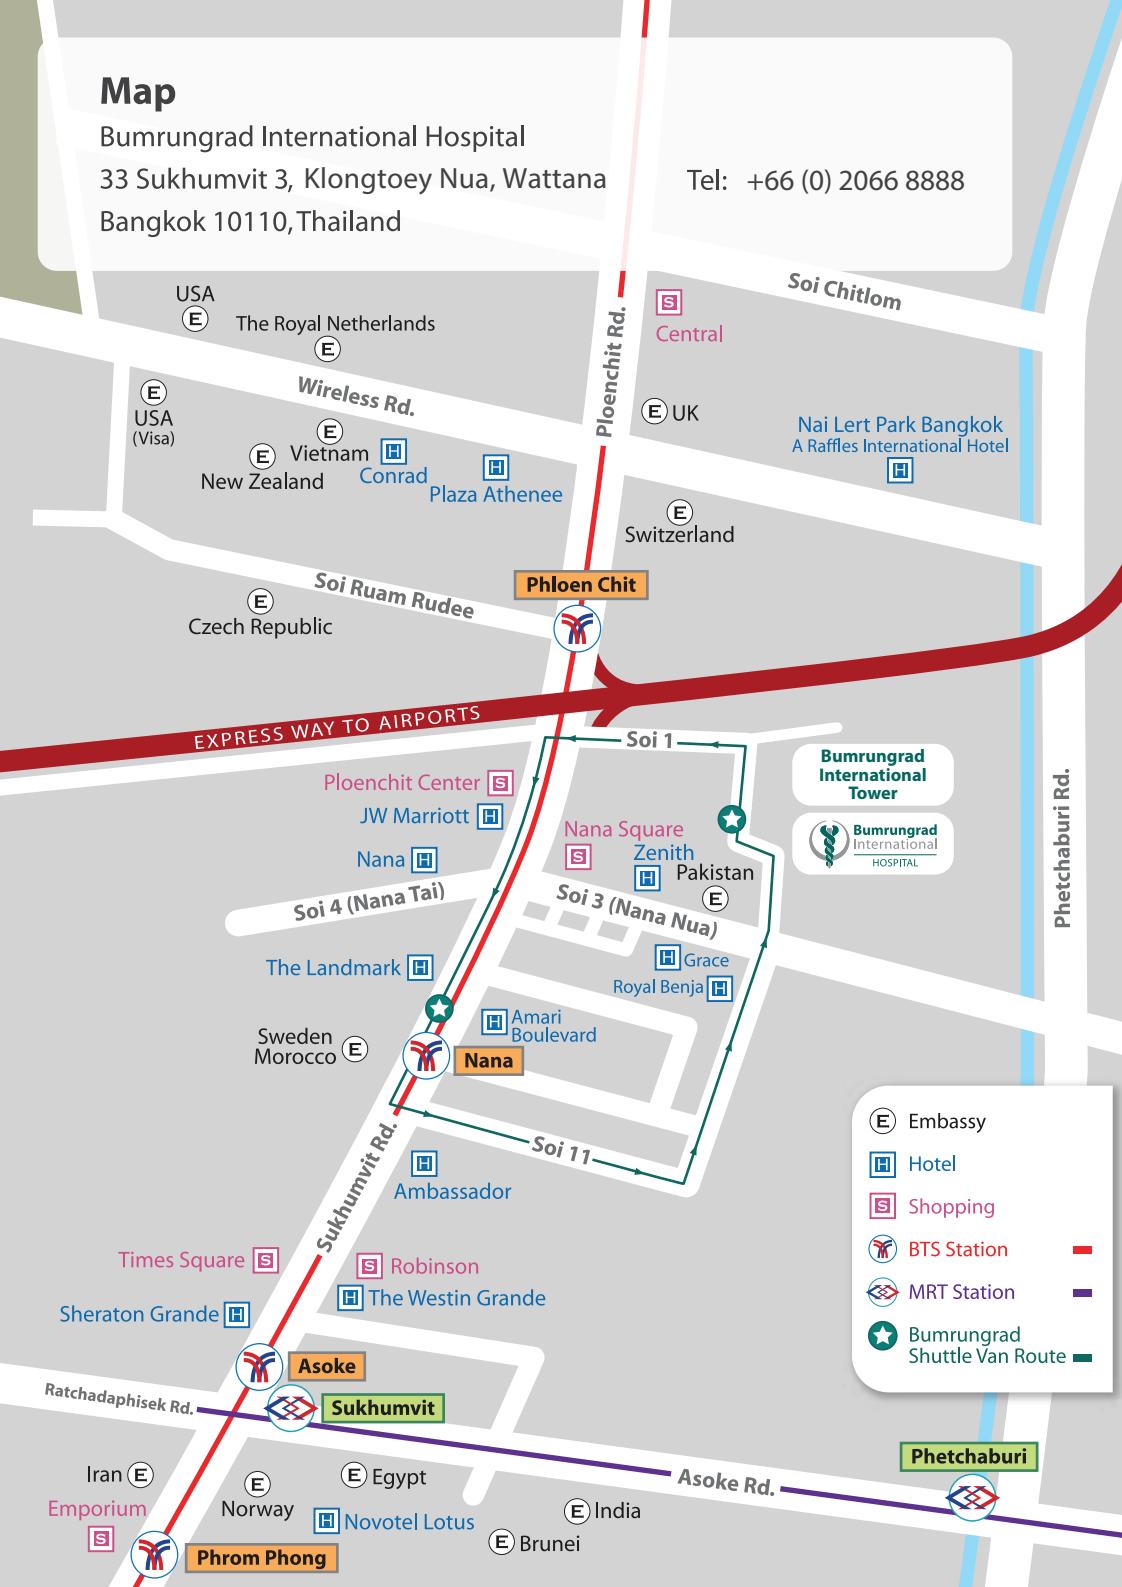 Map
Bumrungrad International Hospital
33 Sukhumvit 3, Klongtoey Nua, Wattana
Tel: +66 (0) 2066 8888
Bangkok 10110, Thailand
Soi Chitlom
USA
E
The Royal Netherlands
E
S
Central
Ploenchit Rd.
Wireless Rd.
E
USA
(Visa)
E UK
Nai Lert Park Bangkok
A Raffles International Hotel
H
E
Vietnam
E
New Zealand
H
Conrad
H
Plaza Athenee
E
Switzerland
Phloen Chit
Soi Ruam Rudee
E
Czech Republic
EXPRESS WAY TO AIRPORTS
Soi 1
Bumrungrad
International
Tower
Ploenchit Center S
JW Marriott H
Nana Square
S
Zenith
H
Pakistan
E
Bumrungrad
International
HOSPITAL
Phetchaburi Rd.
Nana H
Soi 4 (Nana Tai)
Soi 3 (Nana Nua)
H Grace
Royal Benja H
The Landmark H
H Amari
Boulevard
Sweden
Morocco E
Nana
Soi 11
Sukhumvit Rd.
H
Ambassador
E Embassy
H Hotel
S Shopping
BTS Station
MRT Station
Bumrungrad
Shuttle Van Route
Times Square S
S Robinson
H The Westin Grande
Sheraton Grande H
Asoke
Sukhumvit
Ratchadaphisek Rd.
Asoke Rd.
Phetchaburi
Iran E
E
Norway
E Egypt
Emporium
S
H Novotel Lotus
E India
E Brunei
Phrom Phong